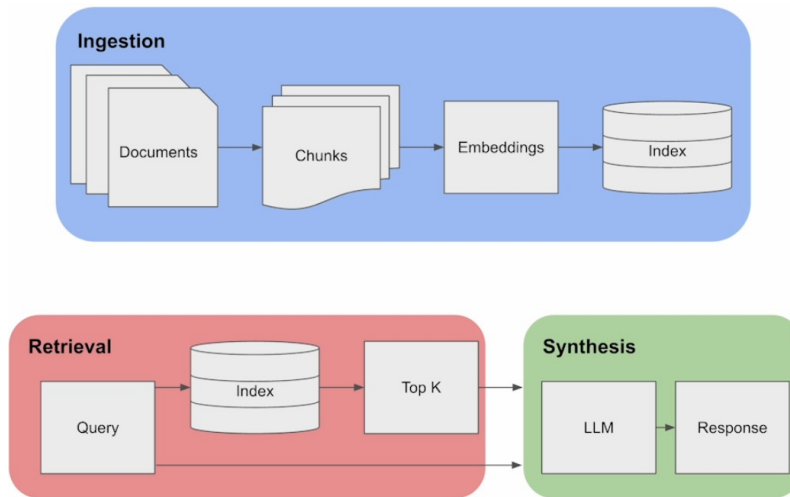 Ingestion
Documents
Chunks
Embeddings
Index
Retrieval
Query
Index
Top K
Synthesis
LLM
Response